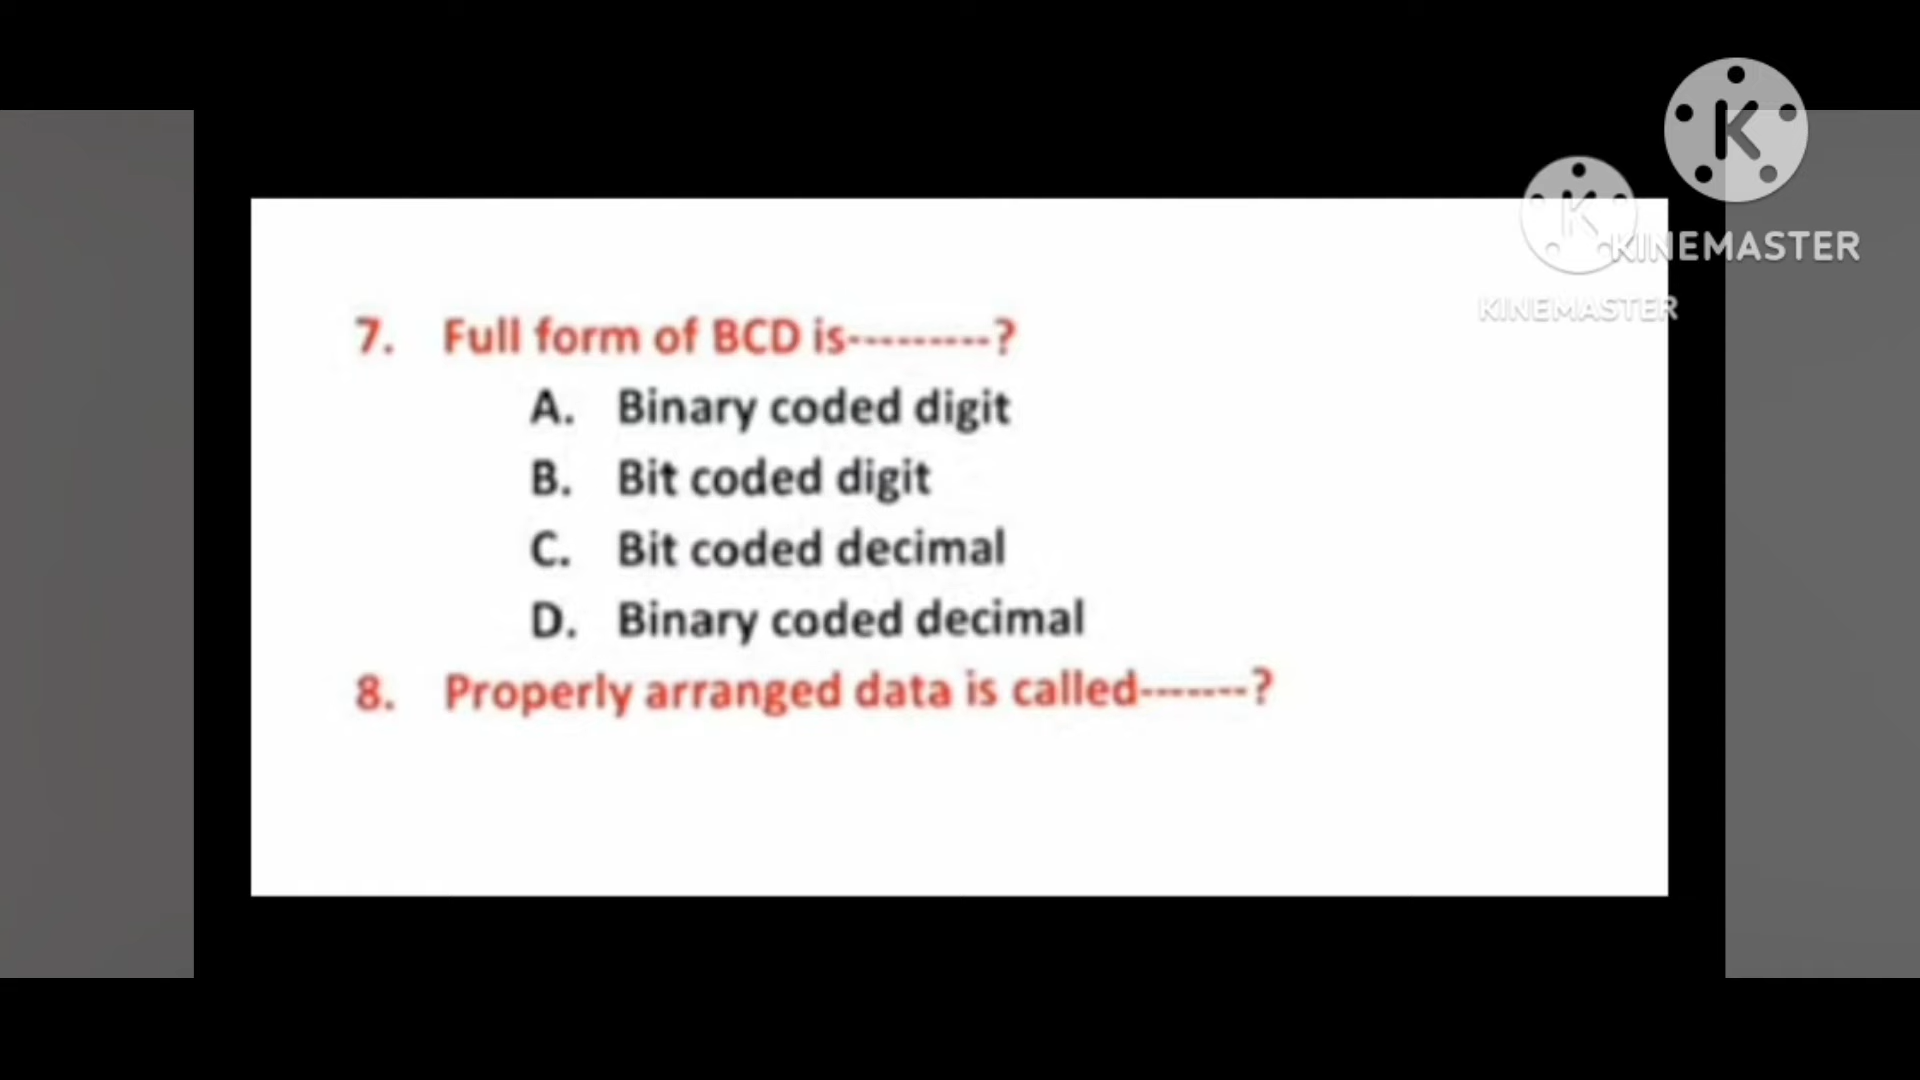 KINEMASTER
KINEMASTER
7. Full form of BCD is---------?
A. Binary coded digit
B. Bit coded digit
C. Bit coded decimal
D. Binary coded decimal
8. Properly arranged data is called-------?